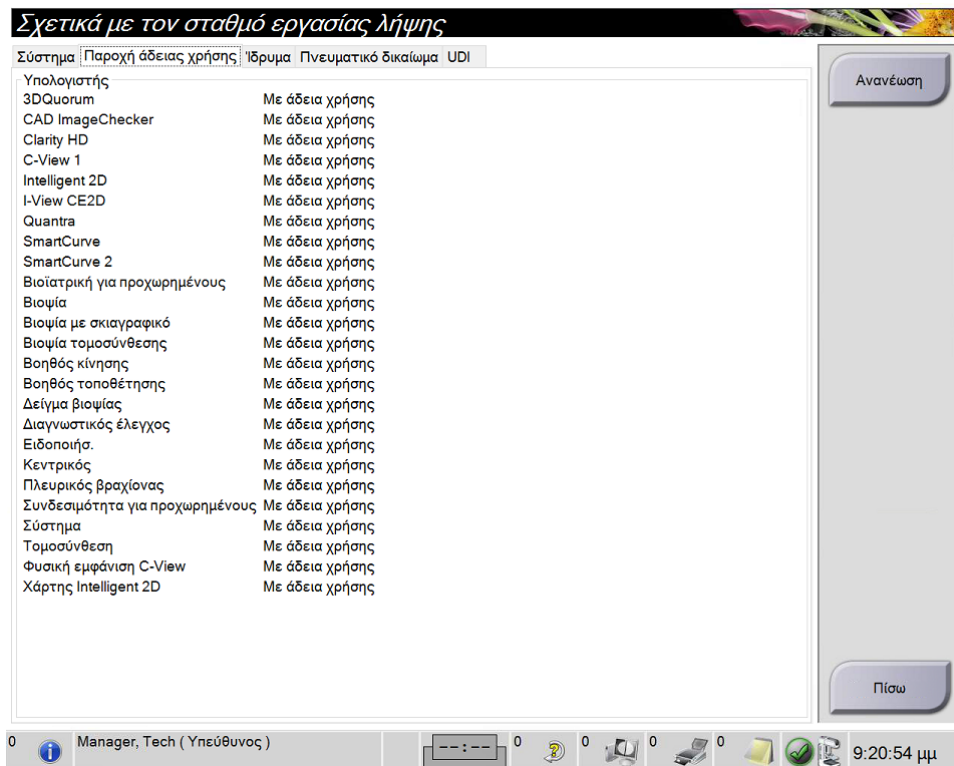 Σχετικά με τον σταθμό εργασίας λήψης
Σύστημα Παροχή άδειας χρήσης Ίδρυμα Πνευματικό δικαίωμα UDI
Υπολογιστής
3DQuorum Με άδεια χρήσης
CAD ImageChecker Με άδεια χρήσης
Clarity HD Με άδεια χρήσης
C-View 1 Με άδεια χρήσης
Intelligent 2D Με άδεια χρήσης
I-View CE2D Με άδεια χρήσης
Quantra Με άδεια χρήσης
SmartCurve Με άδεια χρήσης
SmartCurve 2 Με άδεια χρήσης
Βιοϊατρική για προχωρημένους Με άδεια χρήσης
Βιοψία Με άδεια χρήσης
Βιοψία με σκιαγραφικό Με άδεια χρήσης
Βιοψία τομοσύνθεσης Με άδεια χρήσης
Βοηθός κίνησης Με άδεια χρήσης
Βοηθός τοποθέτησης Με άδεια χρήσης
Δείγμα βιοψίας Με άδεια χρήσης
Διαγνωστικός έλεγχος Με άδεια χρήσης
Ειδοποιήσ. Με άδεια χρήσης
Κεντρικός Με άδεια χρήσης
Πλευρικός βραχίονας Με άδεια χρήσης
Συνδεσιμότητα για προχωρημένους Με άδεια χρήσης
Σύστημα Με άδεια χρήσης
Τομοσύνθεση Με άδεια χρήσης
Φυσική εμφάνιση C-View Με άδεια χρήσης
Χάρτης Intelligent 2D Με άδεια χρήσης
Ανανέωση
Πίσω
0 Manager, Tech ( Υπεύθυνος ) --:-- 0 0 0 0 9:20:54 μμ